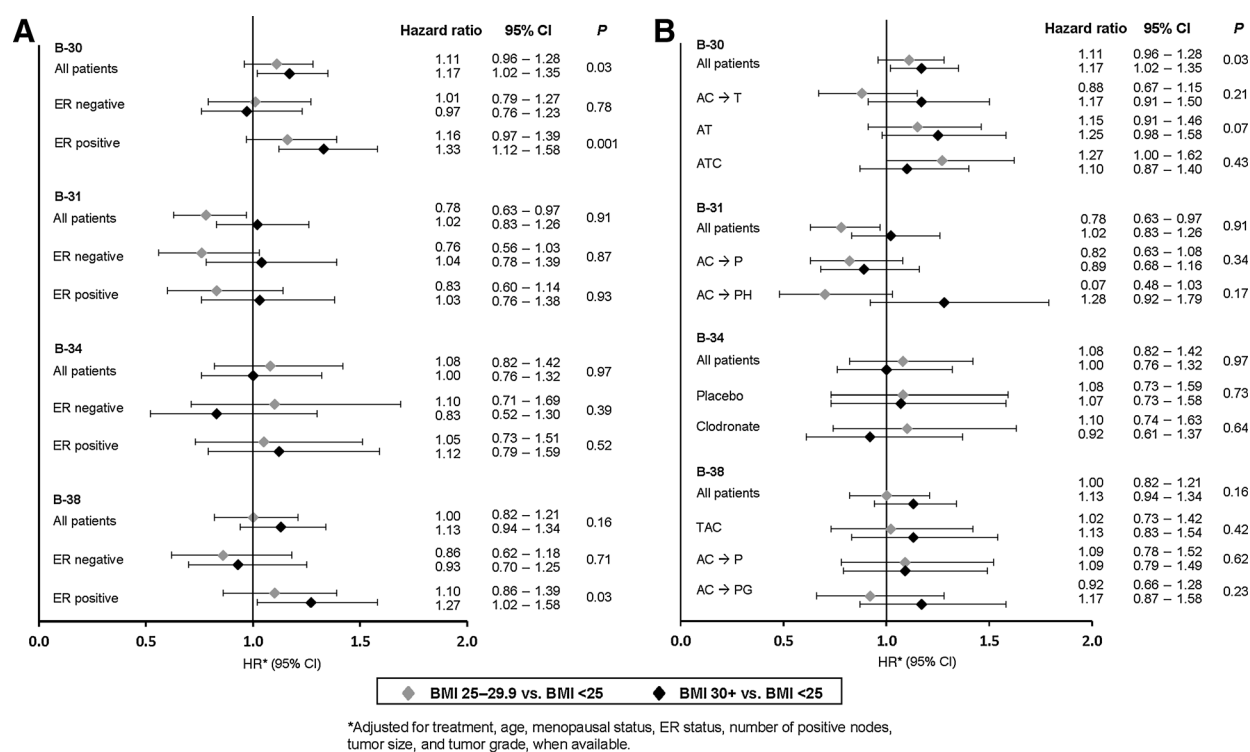 A
Hazard ratio 95% CI P
B-30
All patients
1.11 0.96 – 1.28
1.17 1.02 – 1.35
0.03
ER negative
1.01 0.79 – 1.27
0.97 0.76 – 1.23
0.78
ER positive
1.16 0.97 – 1.39
1.33 1.12 – 1.58
0.001
B-31
All patients
0.78 0.63 – 0.97
1.02 0.83 – 1.26
0.91
ER negative
0.76 0.56 – 1.03
1.04 0.78 – 1.39
0.87
ER positive
0.83 0.60 – 1.14
1.03 0.76 – 1.38
0.93
B-34
All patients
1.08 0.82 – 1.42
1.00 0.76 – 1.32
0.97
ER negative
1.10 0.71 – 1.69
0.83 0.52 – 1.30
0.39
ER positive
1.05 0.73 – 1.51
1.12 0.79 – 1.59
0.52
B-38
All patients
1.00 0.82 – 1.21
1.13 0.94 – 1.34
0.16
ER negative
0.86 0.62 – 1.18
0.93 0.70 – 1.25
0.71
ER positive
1.10 0.86 – 1.39
1.27 1.02 – 1.58
0.03
0.0 0.5 1.0 1.5 2.0
HR* (95% CI)
B
Hazard ratio 95% CI P
B-30
All patients
1.11 0.96 – 1.28
1.17 1.02 – 1.35
0.03
AC → T
0.88 0.67 – 1.15
1.17 0.91 – 1.50
0.21
AT
1.15 0.91 – 1.46
1.25 0.98 – 1.58
0.07
ATC
1.27 1.00 – 1.62
1.10 0.87 – 1.40
0.43
B-31
All patients
0.78 0.63 – 0.97
1.02 0.83 – 1.26
0.91
AC → P
0.82 0.63 – 1.08
0.89 0.68 – 1.16
0.34
AC → PH
0.07 0.48 – 1.03
1.28 0.92 – 1.79
0.17
B-34
All patients
1.08 0.82 – 1.42
1.00 0.76 – 1.32
0.97
Placebo
1.08 0.73 – 1.59
1.07 0.73 – 1.58
0.73
Clodronate
1.10 0.74 – 1.63
0.92 0.61 – 1.37
0.64
B-38
All patients
1.00 0.82 – 1.21
1.13 0.94 – 1.34
0.16
TAC
1.02 0.73 – 1.42
1.13 0.83 – 1.54
0.42
AC → P
1.09 0.78 – 1.52
1.09 0.79 – 1.49
0.62
AC → PG
0.92 0.66 – 1.28
1.17 0.87 – 1.58
0.23
0.0 0.5 1.0 1.5 2.0
HR* (95% CI)
BMI 25–29.9 vs. BMI <25 BMI 30+ vs. BMI <25
*Adjusted for treatment, age, menopausal status, ER status, number of positive nodes,
tumor size, and tumor grade, when available.